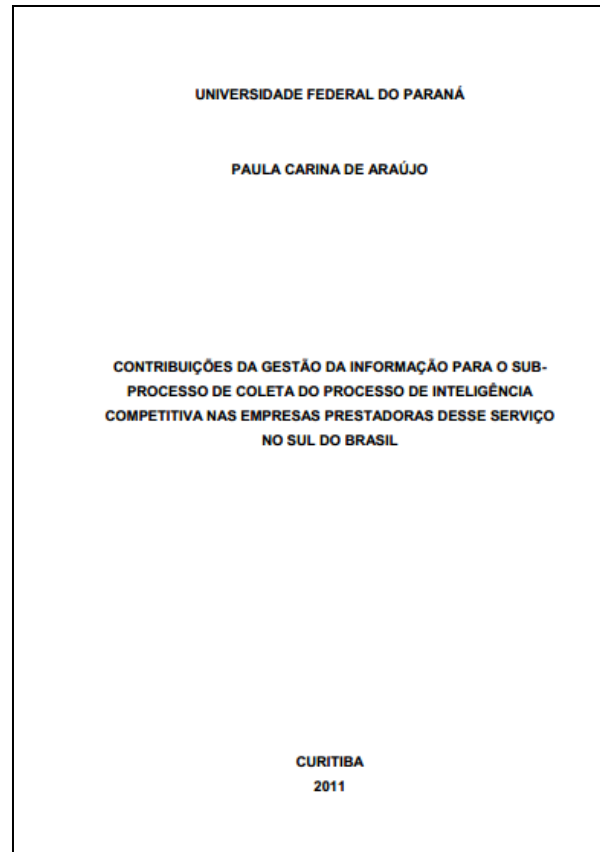 UNIVERSIDADE FEDERAL DO PARANÁ
PAULA CARINA DE ARAÚJO
CONTRIBUIÇÕES DA GESTÃO DA INFORMAÇÃO PARA O SUB-
PROCESSO DE COLETA DO PROCESSO DE INTELIGÊNCIA
COMPETITIVA NAS EMPRESAS PRESTADORAS DESSE SERVIÇO
NO SUL DO BRASIL
CURITIBA
2011